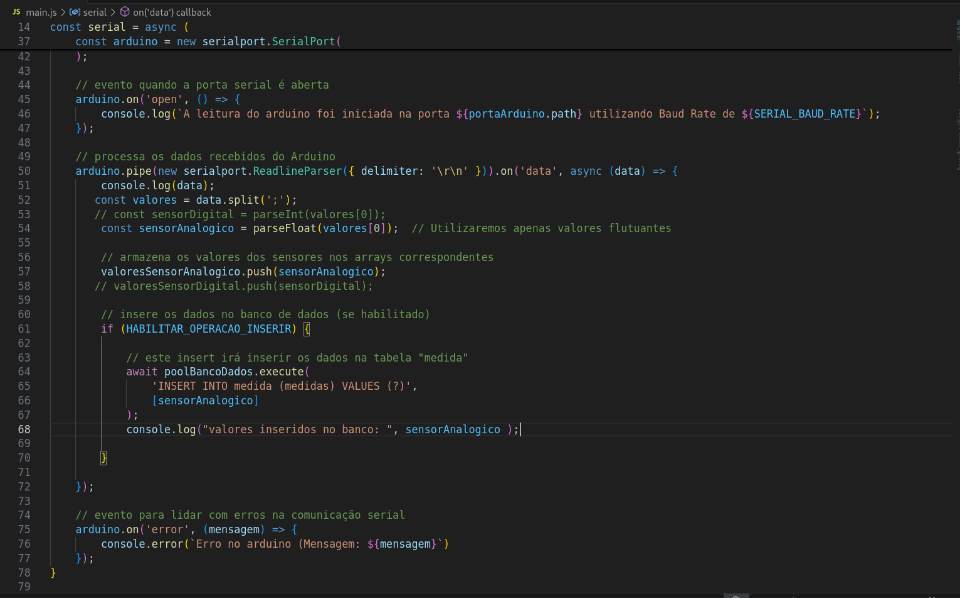 JS main.js > serial > on('data') callback
14 const serial = async (
37 const arduino = new serialport.SerialPort(
42 );
43
44 // evento quando a porta serial é aberta
45 arduino.on('open', () => {
46 console.log(`A leitura do arduino foi iniciada na porta ${portaArduino.path} utilizando Baud Rate de ${SERIAL_BAUD_RATE}`);
47 });
48
49 // processa os dados recebidos do Arduino
50 arduino.pipe(new serialport.ReadlineParser({ delimiter: '\r\n' })).on('data', async (data) => {
51 console.log(data);
52 const valores = data.split(';');
53 // const sensorDigital = parseInt(valores[0]);
54 const sensorAnalogico = parseFloat(valores[0]); // Utilizaremos apenas valores flutuantes
55
56 // armazena os valores dos sensores nos arrays correspondentes
57 valoresSensorAnalogico.push(sensorAnalogico);
58 // valoresSensorDigital.push(sensorDigital);
59
60 // insere os dados no banco de dados (se habilitado)
61 if (HABILITAR_OPERACAO_INSERIR) {
62
63 // este insert irá inserir os dados na tabela "medida"
64 await poolBancoDados.execute(
65 'INSERT INTO medida (medidas) VALUES (?)',
66 [sensorAnalogico]
67 );
68 console.log("valores inseridos no banco: ", sensorAnalogico );
69
70 }
71
72 });
73
74 // evento para lidar com erros na comunicação serial
75 arduino.on('error', (mensagem) => {
76 console.error(`Erro no arduino (Mensagem: ${mensagem}`)
77 });
78 }
79